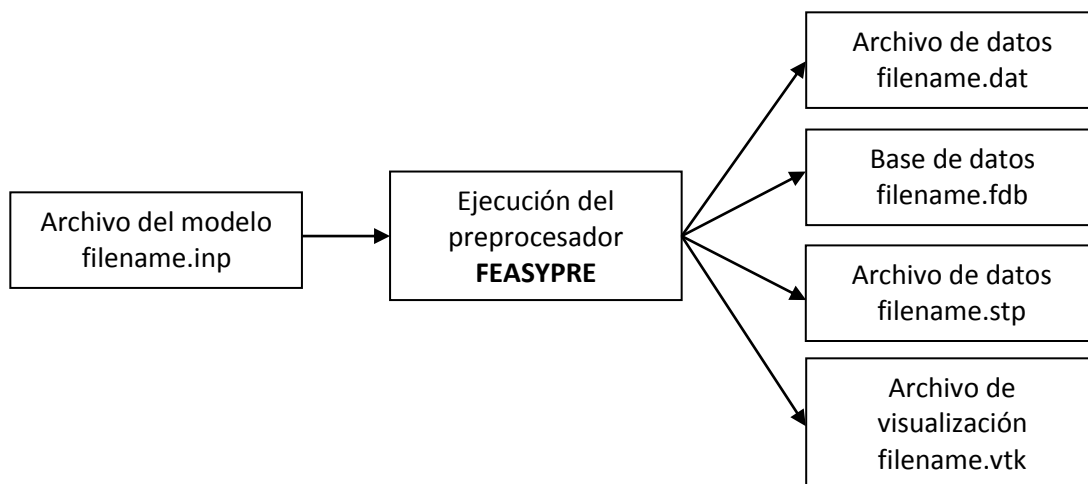 Archivo del modelo
filename.inp
Ejecución del
preprocesador
FEASYPRE
Archivo de datos
filename.dat
Base de datos
filename.fdb
Archivo de datos
filename.stp
Archivo de
visualización
filename.vtk